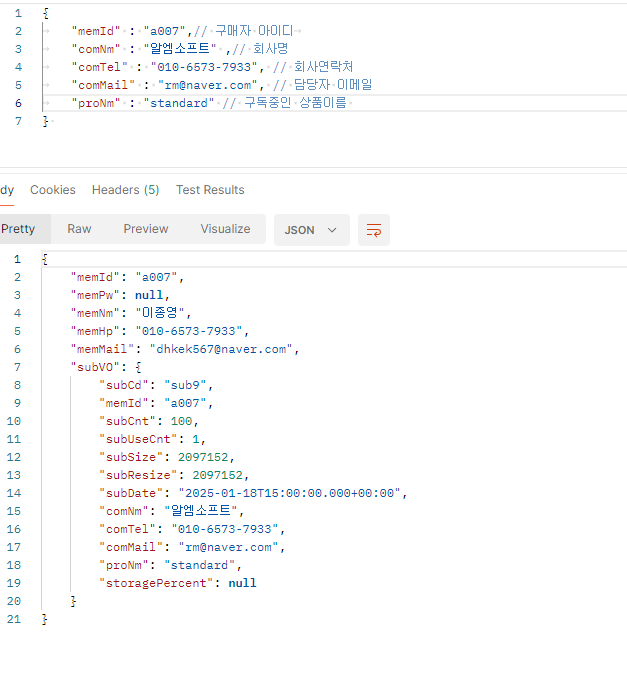 1 {
2 "memId" : "a007",// 구매자 아이디
3 "comNm" : "알엠소프트" ,// 회사명
4 "comTel" : "010-6573-7933", // 회사연락처
5 "comMail" : "rm@naver.com", // 담당자 이메일
6 "proNm" : "standard" // 구독중인 상품이름
7 }
dy Cookies Headers (5) Test Results
Pretty Raw Preview Visualize JSON
1 {
2 "memId": "a007",
3 "memPw": null,
4 "memNm": "이종영",
5 "memHp": "010-6573-7933",
6 "memMail": "dhkek567@naver.com",
7 "subVO": {
8 "subCd": "sub9",
9 "memId": "a007",
10 "subCnt": 100,
11 "subUseCnt": 1,
12 "subSize": 2097152,
13 "subResize": 2097152,
14 "subDate": "2025-01-18T15:00:00.000+00:00",
15 "comNm": "알엠소프트",
16 "comTel": "010-6573-7933",
17 "comMail": "rm@naver.com",
18 "proNm": "standard",
19 "storagePercent": null
20 }
21 }